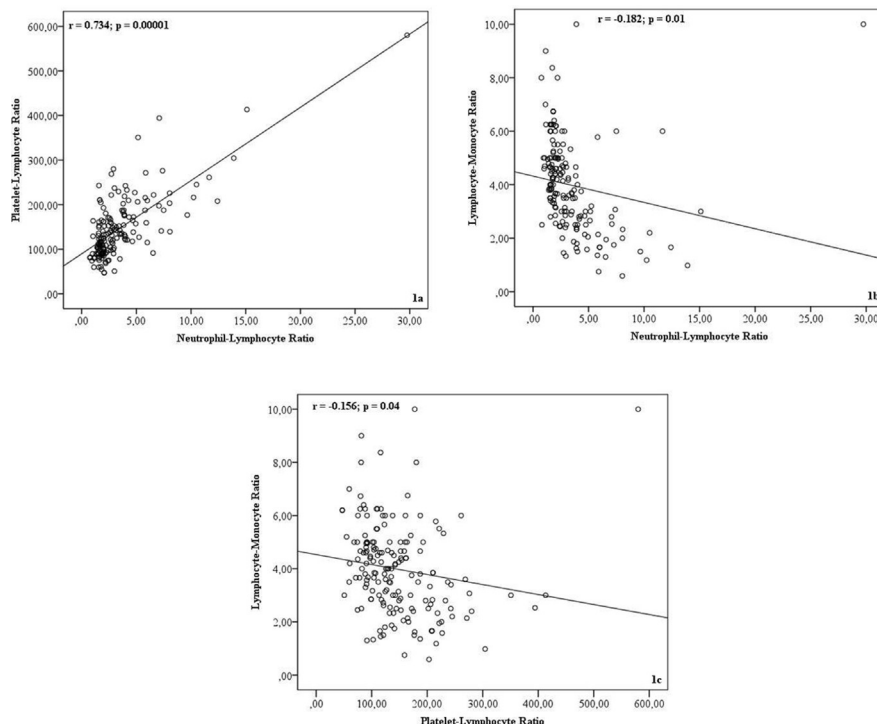 r = 0.734; p = 0.00001
600,00
500,00
400,00
300,00
200,00
100,00
,00
Platelet-Lymphocyte Ratio
,00 5,00 10,00 15,00 20,00 25,00 30,00
Neutrophil-Lymphocyte Ratio
1a
r = -0.182; p = 0.01
10,00
8,00
6,00
4,00
2,00
,00
Lymphocyte-Monocyte Ratio
,00 5,00 10,00 15,00 20,00 25,00 30,00
Neutrophil-Lymphocyte Ratio
1b
r = -0.156; p = 0.04
10,00
8,00
6,00
4,00
2,00
,00
Lymphocyte-Monocyte Ratio
,00 100,00 200,00 300,00 400,00 500,00 600,00
Platelet-Lymphocyte Ratio
1c